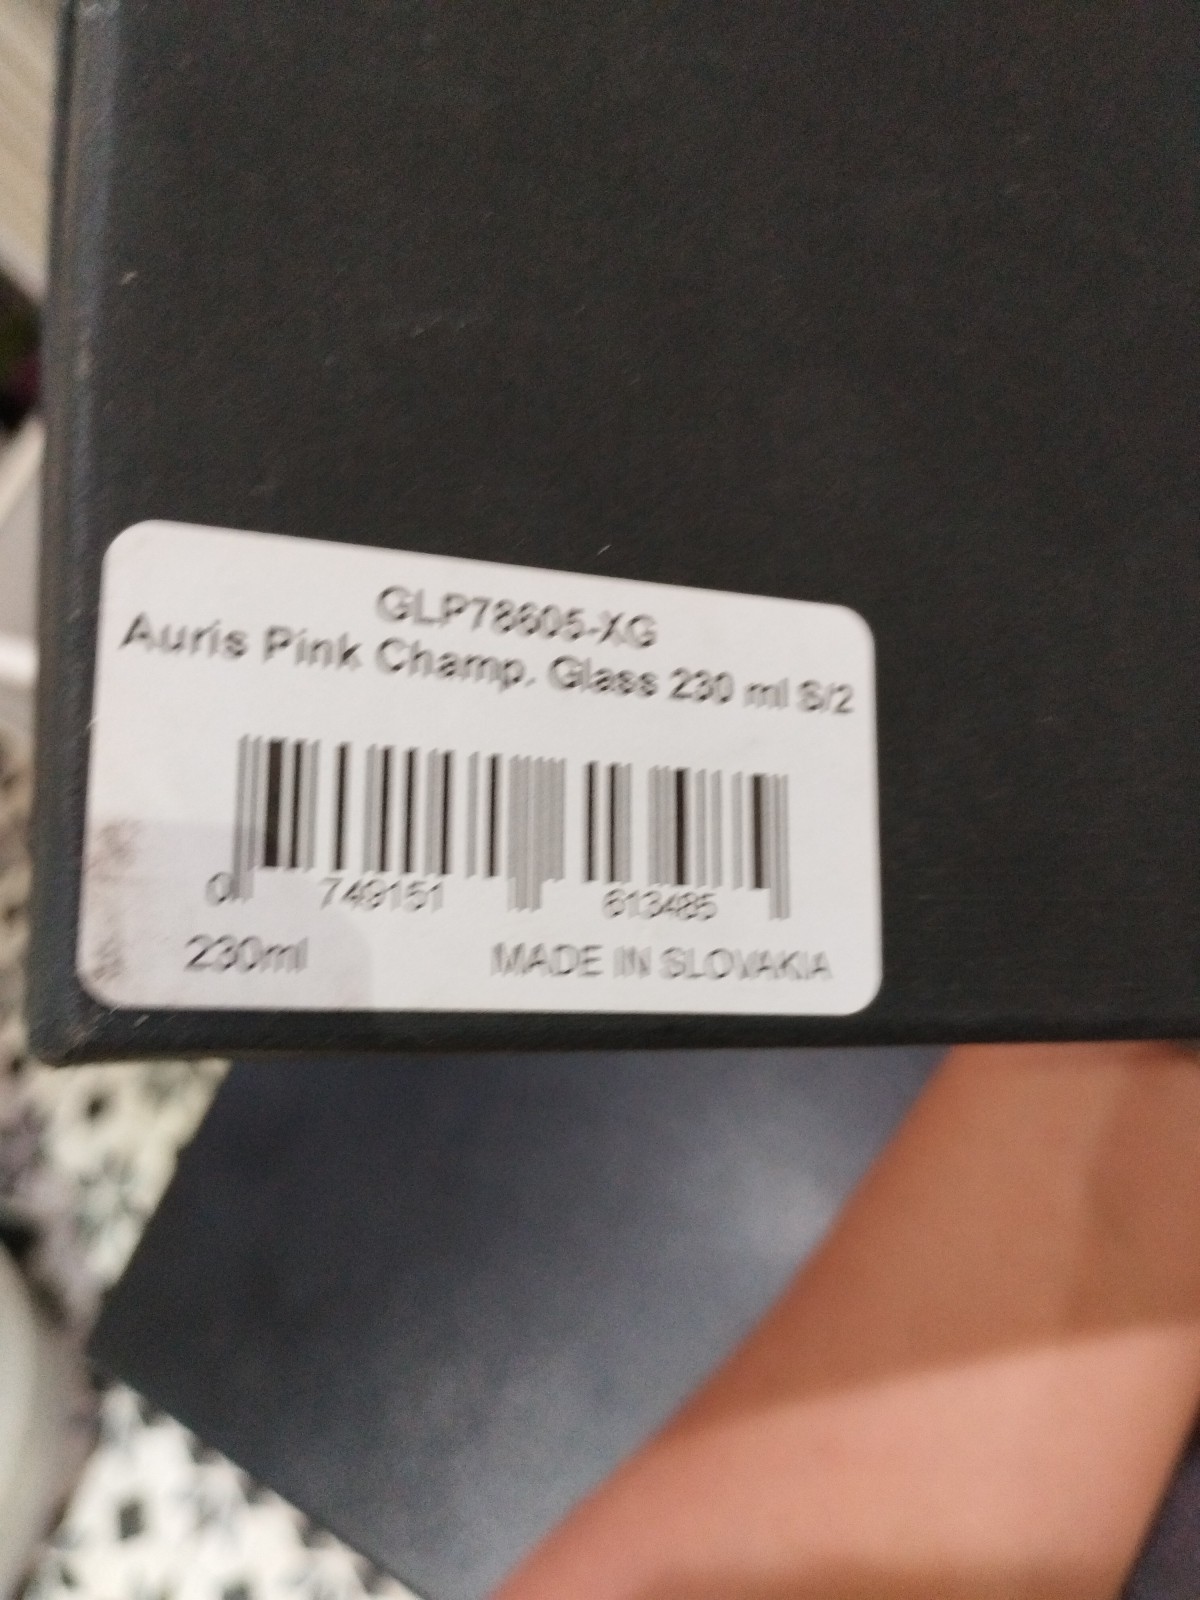 GLP78605-XG
Auris Pink Champ. Glass 230 ml S/2
0 749151 613485
230ml MADE IN SLOVAKIA